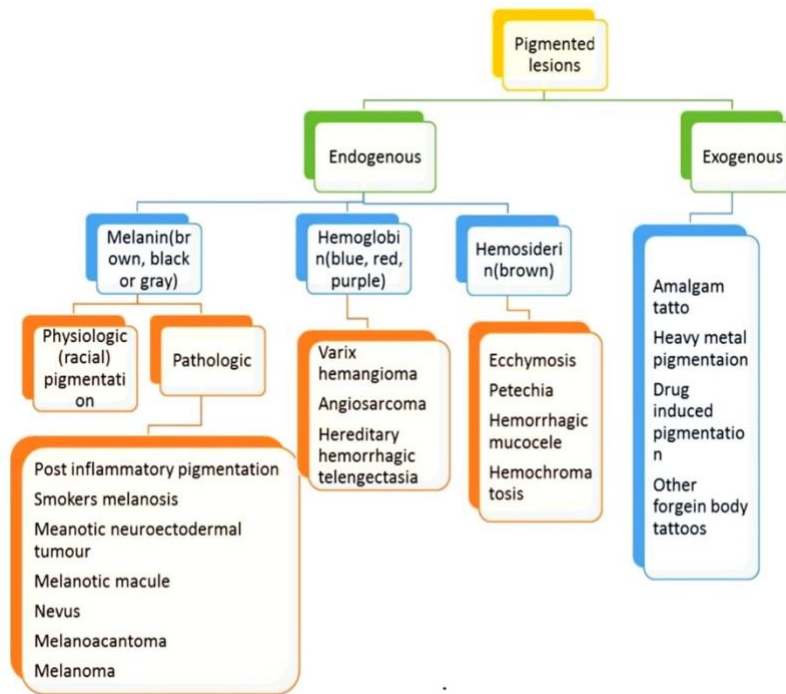 Pigmented
lesions
Endogenous
Exogenous
Melanin(br
own, black
or gray)
Hemoglobi
n(blue, red,
purple)
Hemosideri
n(brown)
Physiologic
(racial)
pigmentati
on
Pathologic
Post inflammatory pigmentation
Smokers melanosis
Meanotic neuroectodermal
tumour
Melanotic macule
Nevus
Melanoacantoma
Melanoma
Varix
hemangioma
Angiosarcoma
Hereditary
hemorrhagic
telengectasia
Ecchymosis
Petechia
Hemorrhagic
mucocele
Hemochroma
tosis
Amalgam
tatto
Heavy metal
pigmentaion
Drug
induced
pigmentatio
n
Other
forgein body
tattoos
.